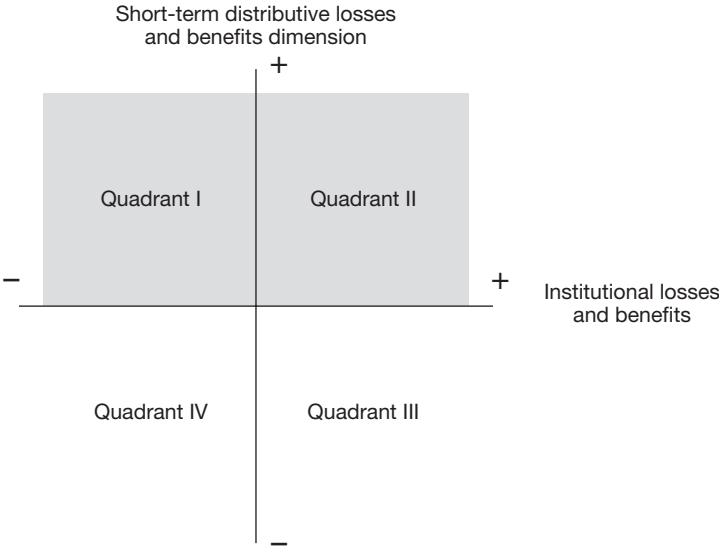 Short-term distributive losses
and benefits dimension
+
Quadrant I
Quadrant II
−
+
Institutional losses
and benefits
Quadrant IV
Quadrant III
−